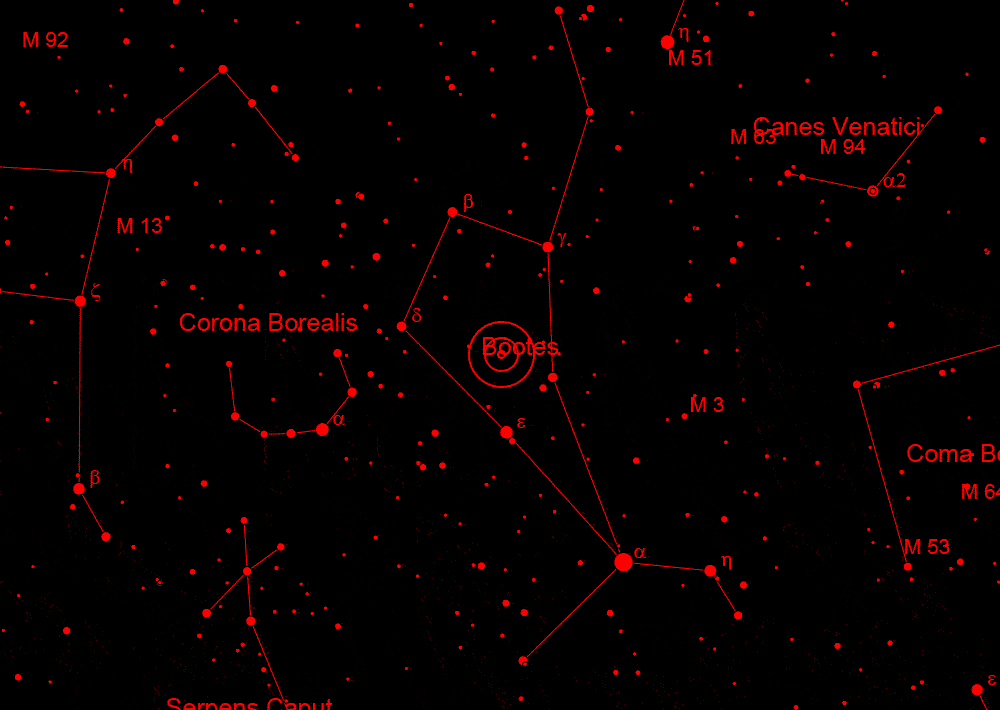 η
M 92
M 51
Canes Venatici
M 63
M 94
η
α2
β
M 13
γ
ζ
δ
Corona Borealis
Bootes
M 3
α
ε
Coma Be
β
M 64
M 53
α
η
ε
Serpens Caput